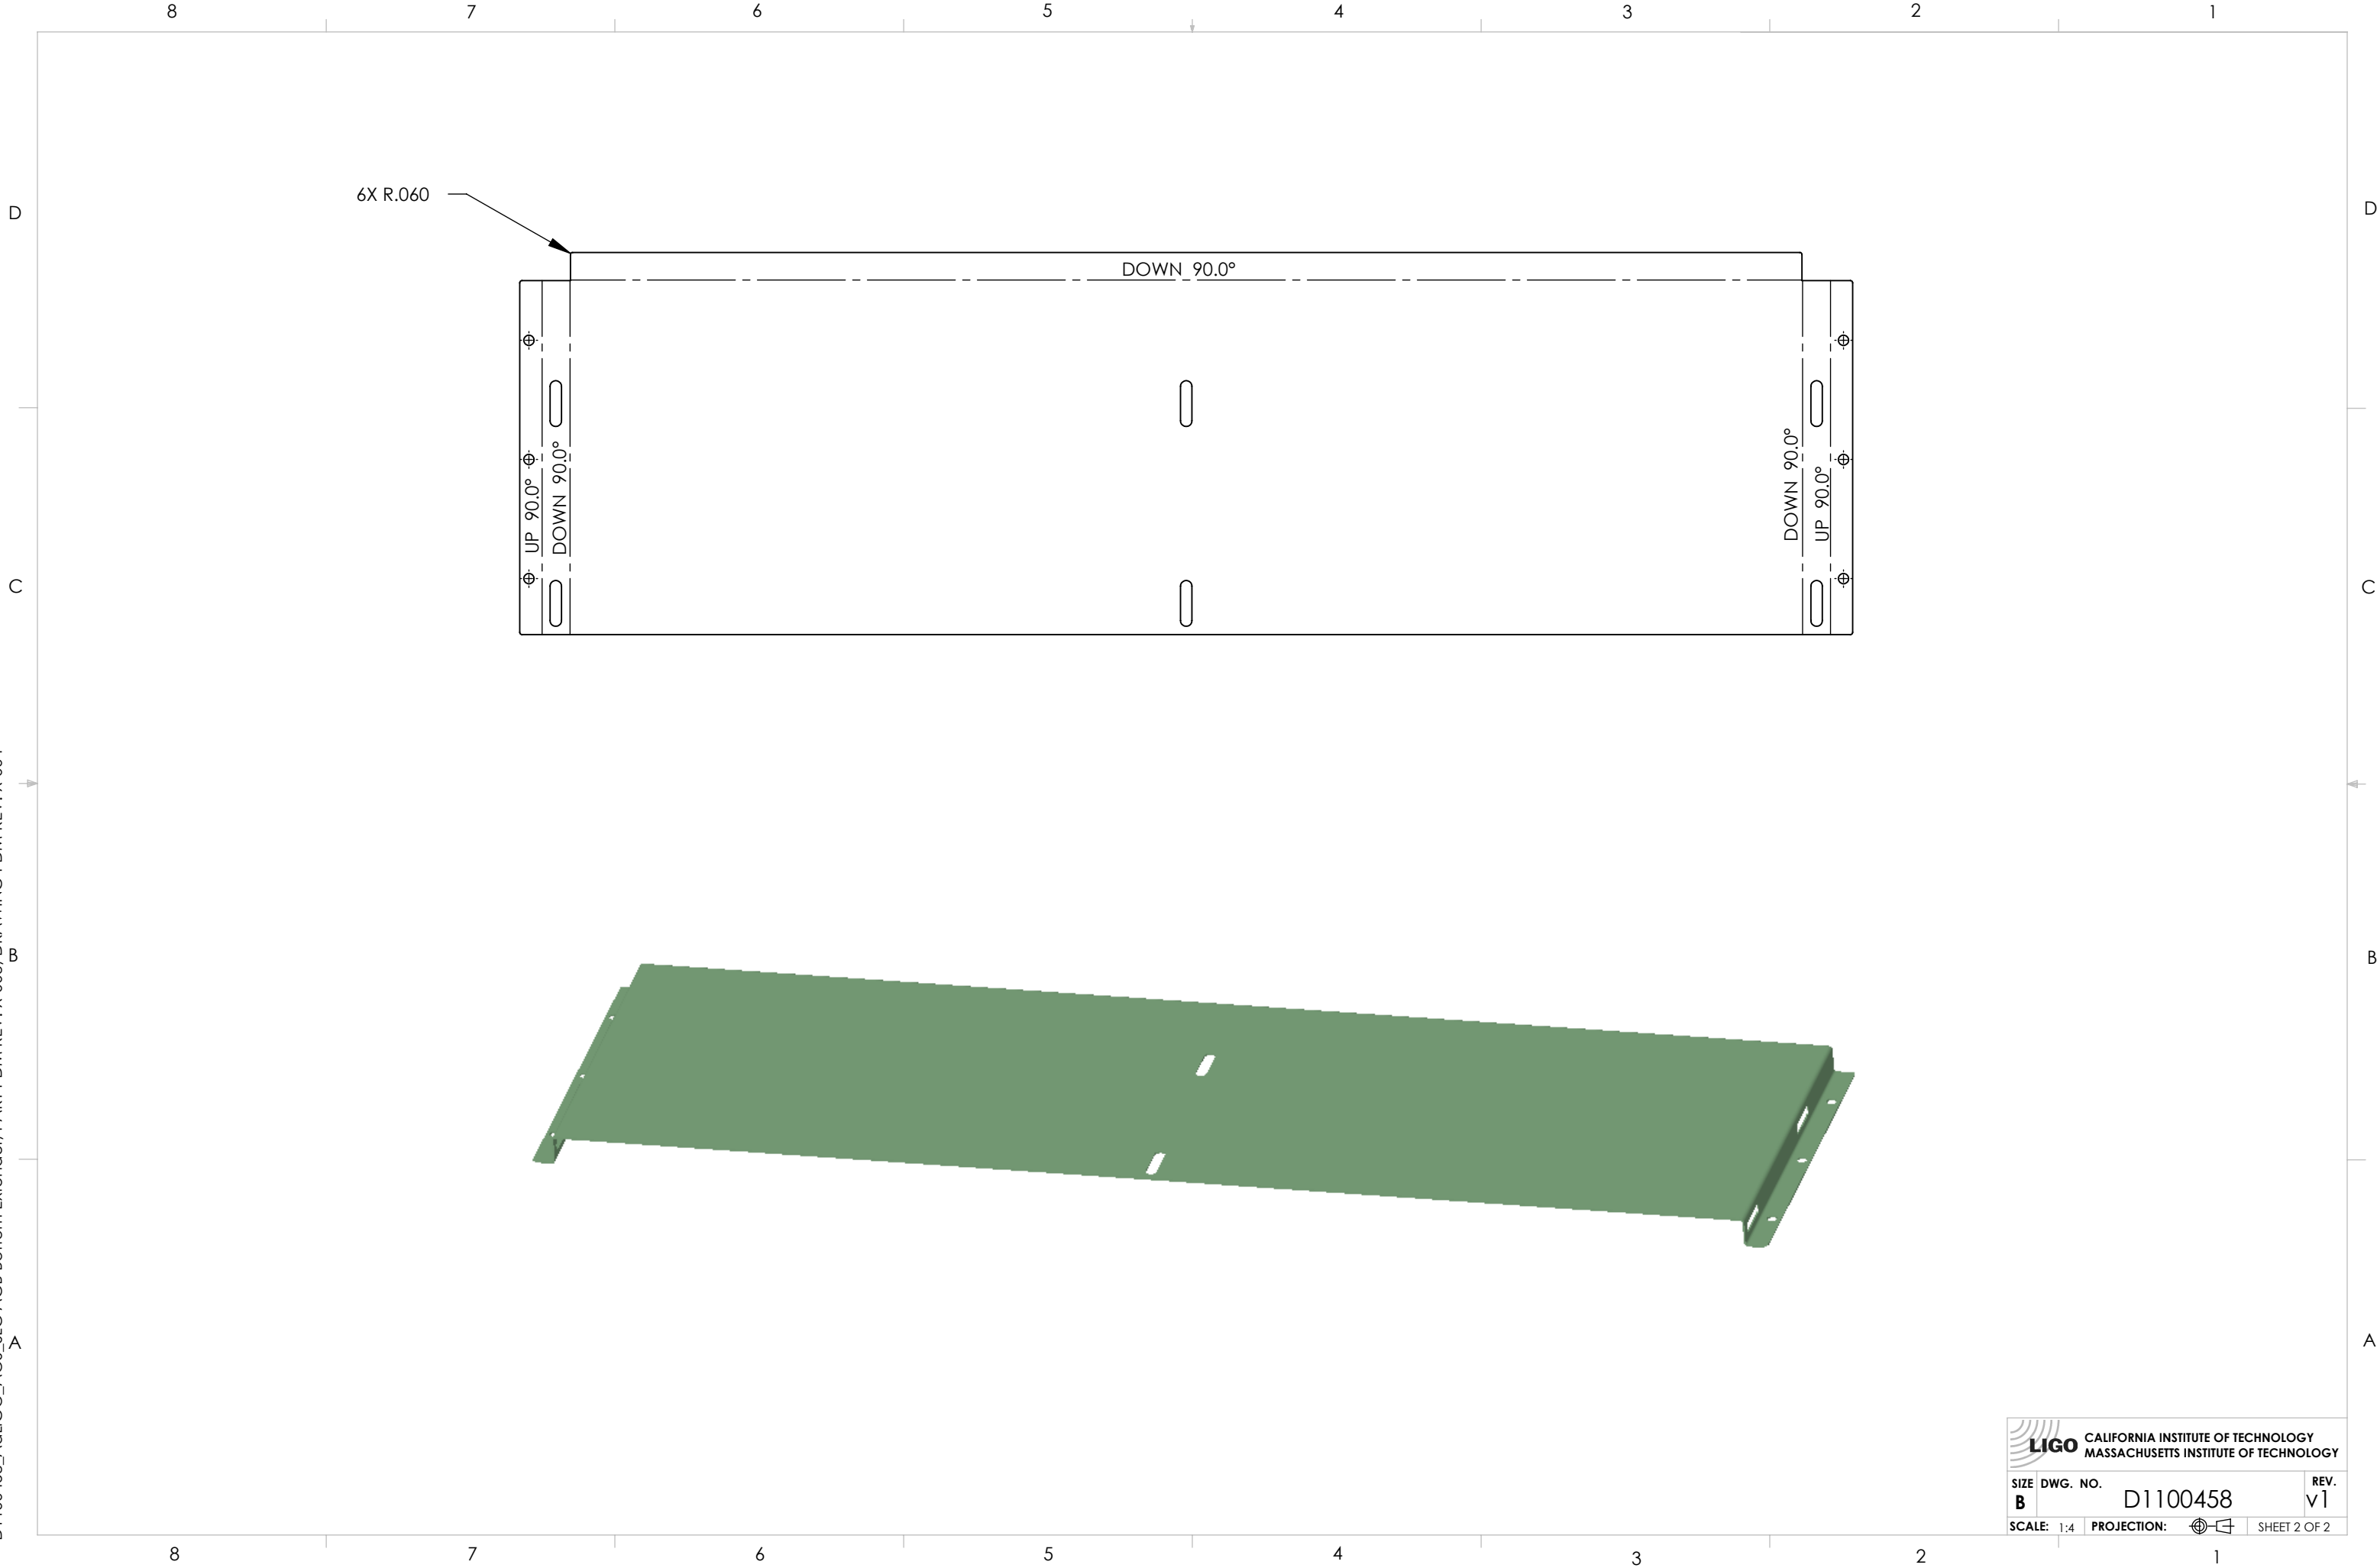 8 7 6 5 4 3 2 1
D D
6X R.060
DOWN 90.0°
UP 90.0°
DOWN 90.0°
DOWN 90.0°
UP 90.0°
C C
B B
A A
LIGO
CALIFORNIA INSTITUTE OF TECHNOLOGY
MASSACHUSETTS INSTITUTE OF TECHNOLOGY
SIZE DWG. NO. REV.
B D1100458 v1
SCALE: 1:4 PROJECTION: SHEET 2 OF 2
8 7 6 5 4 3 2 1